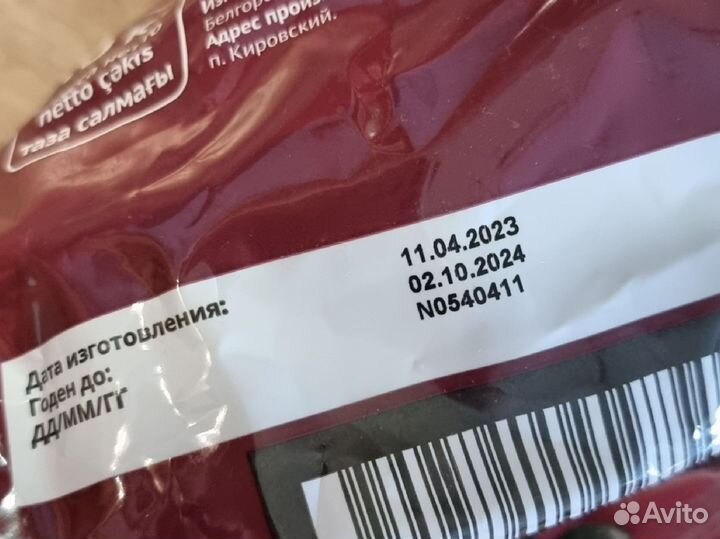 netto çəkis
таза салмағы
Белгоро
Адрес произ
п. Кировский.
Дата изготовления:
Годен до:
ДД/ММ/ГГ
11.04.2023
02.10.2024
N0540411
Avito